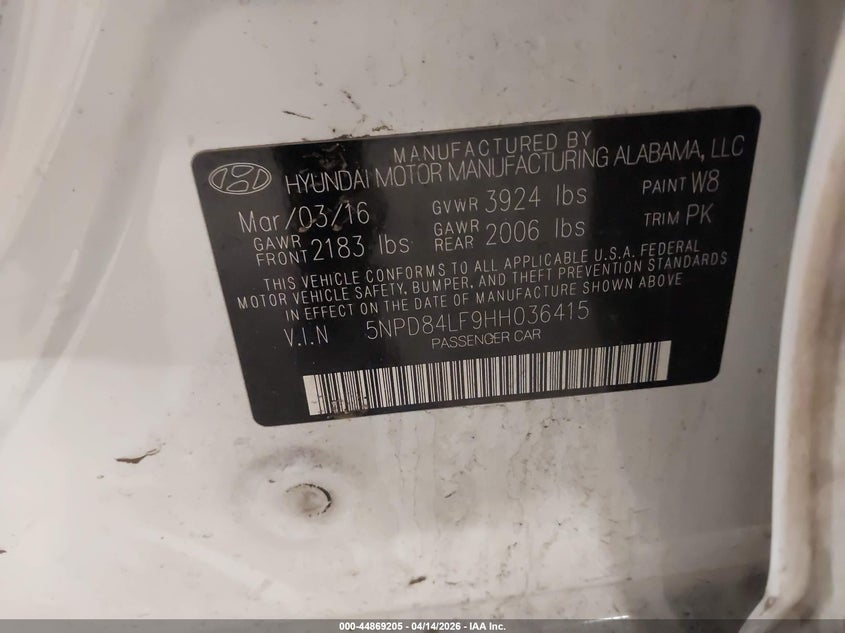 MANUFACTURED BY
HYUNDAI MOTOR MANUFACTURING ALABAMA, LLC
Mar/03/16 GVWR 3924 lbs PAINT W8
GAWR FRONT 2183 lbs GAWR REAR 2006 lbs TRIM PK
THIS VEHICLE CONFORMS TO ALL APPLICABLE U.S.A. FEDERAL
MOTOR VEHICLE SAFETY, BUMPER, AND THEFT PREVENTION STANDARDS
IN EFFECT ON THE DATE OF MANUFACTURE SHOWN ABOVE
V.I.N 5NPD84LF9HH036415
PASSENGER CAR
000-44869205 - 04/14/2026 - IAA Inc.